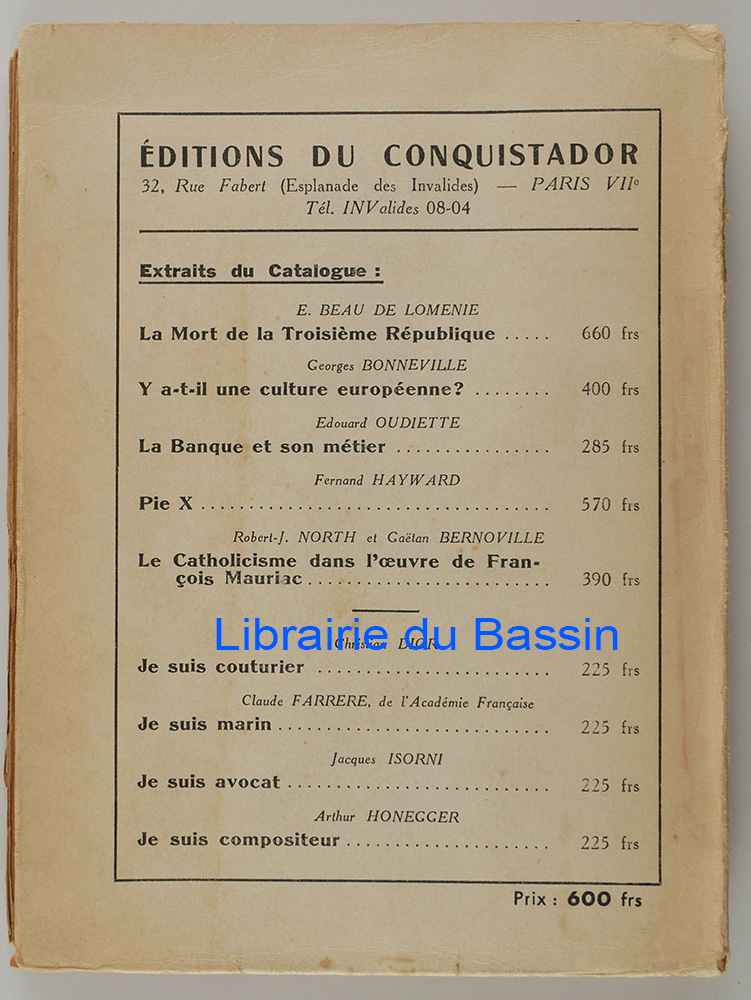 ÉDITIONS DU CONQUISTADOR
32, Rue Fabert (Esplanade des Invalides) — PARIS VIIe
Tél. INValides 08-04
Extraits du Catalogue :
E. BEAU DE LOMENIE
La Mort de la Troisième République ..... 660 frs
Georges BONNEVILLE
Y a-t-il une culture européenne? ........ 400 frs
Edouard OUDIETTE
La Banque et son métier ................ 285 frs
Fernand HAYWARD
Pie X .................................... 570 frs
Robert-J. NORTH et Gaëtan BERNOVILLE
Le Catholicisme dans l'œuvre de Fran-
çois Mauriac ......................... 390 frs
Librairie du Bassin
Christian DIOR
Je suis couturier ........................ 225 frs
Claude FARRERE, de l'Académie Française
Je suis marin ............................ 225 frs
Jacques ISORNI
Je suis avocat ........................... 225 frs
Arthur HONEGGER
Je suis compositeur ..................... 225 frs
Prix : 600 frs